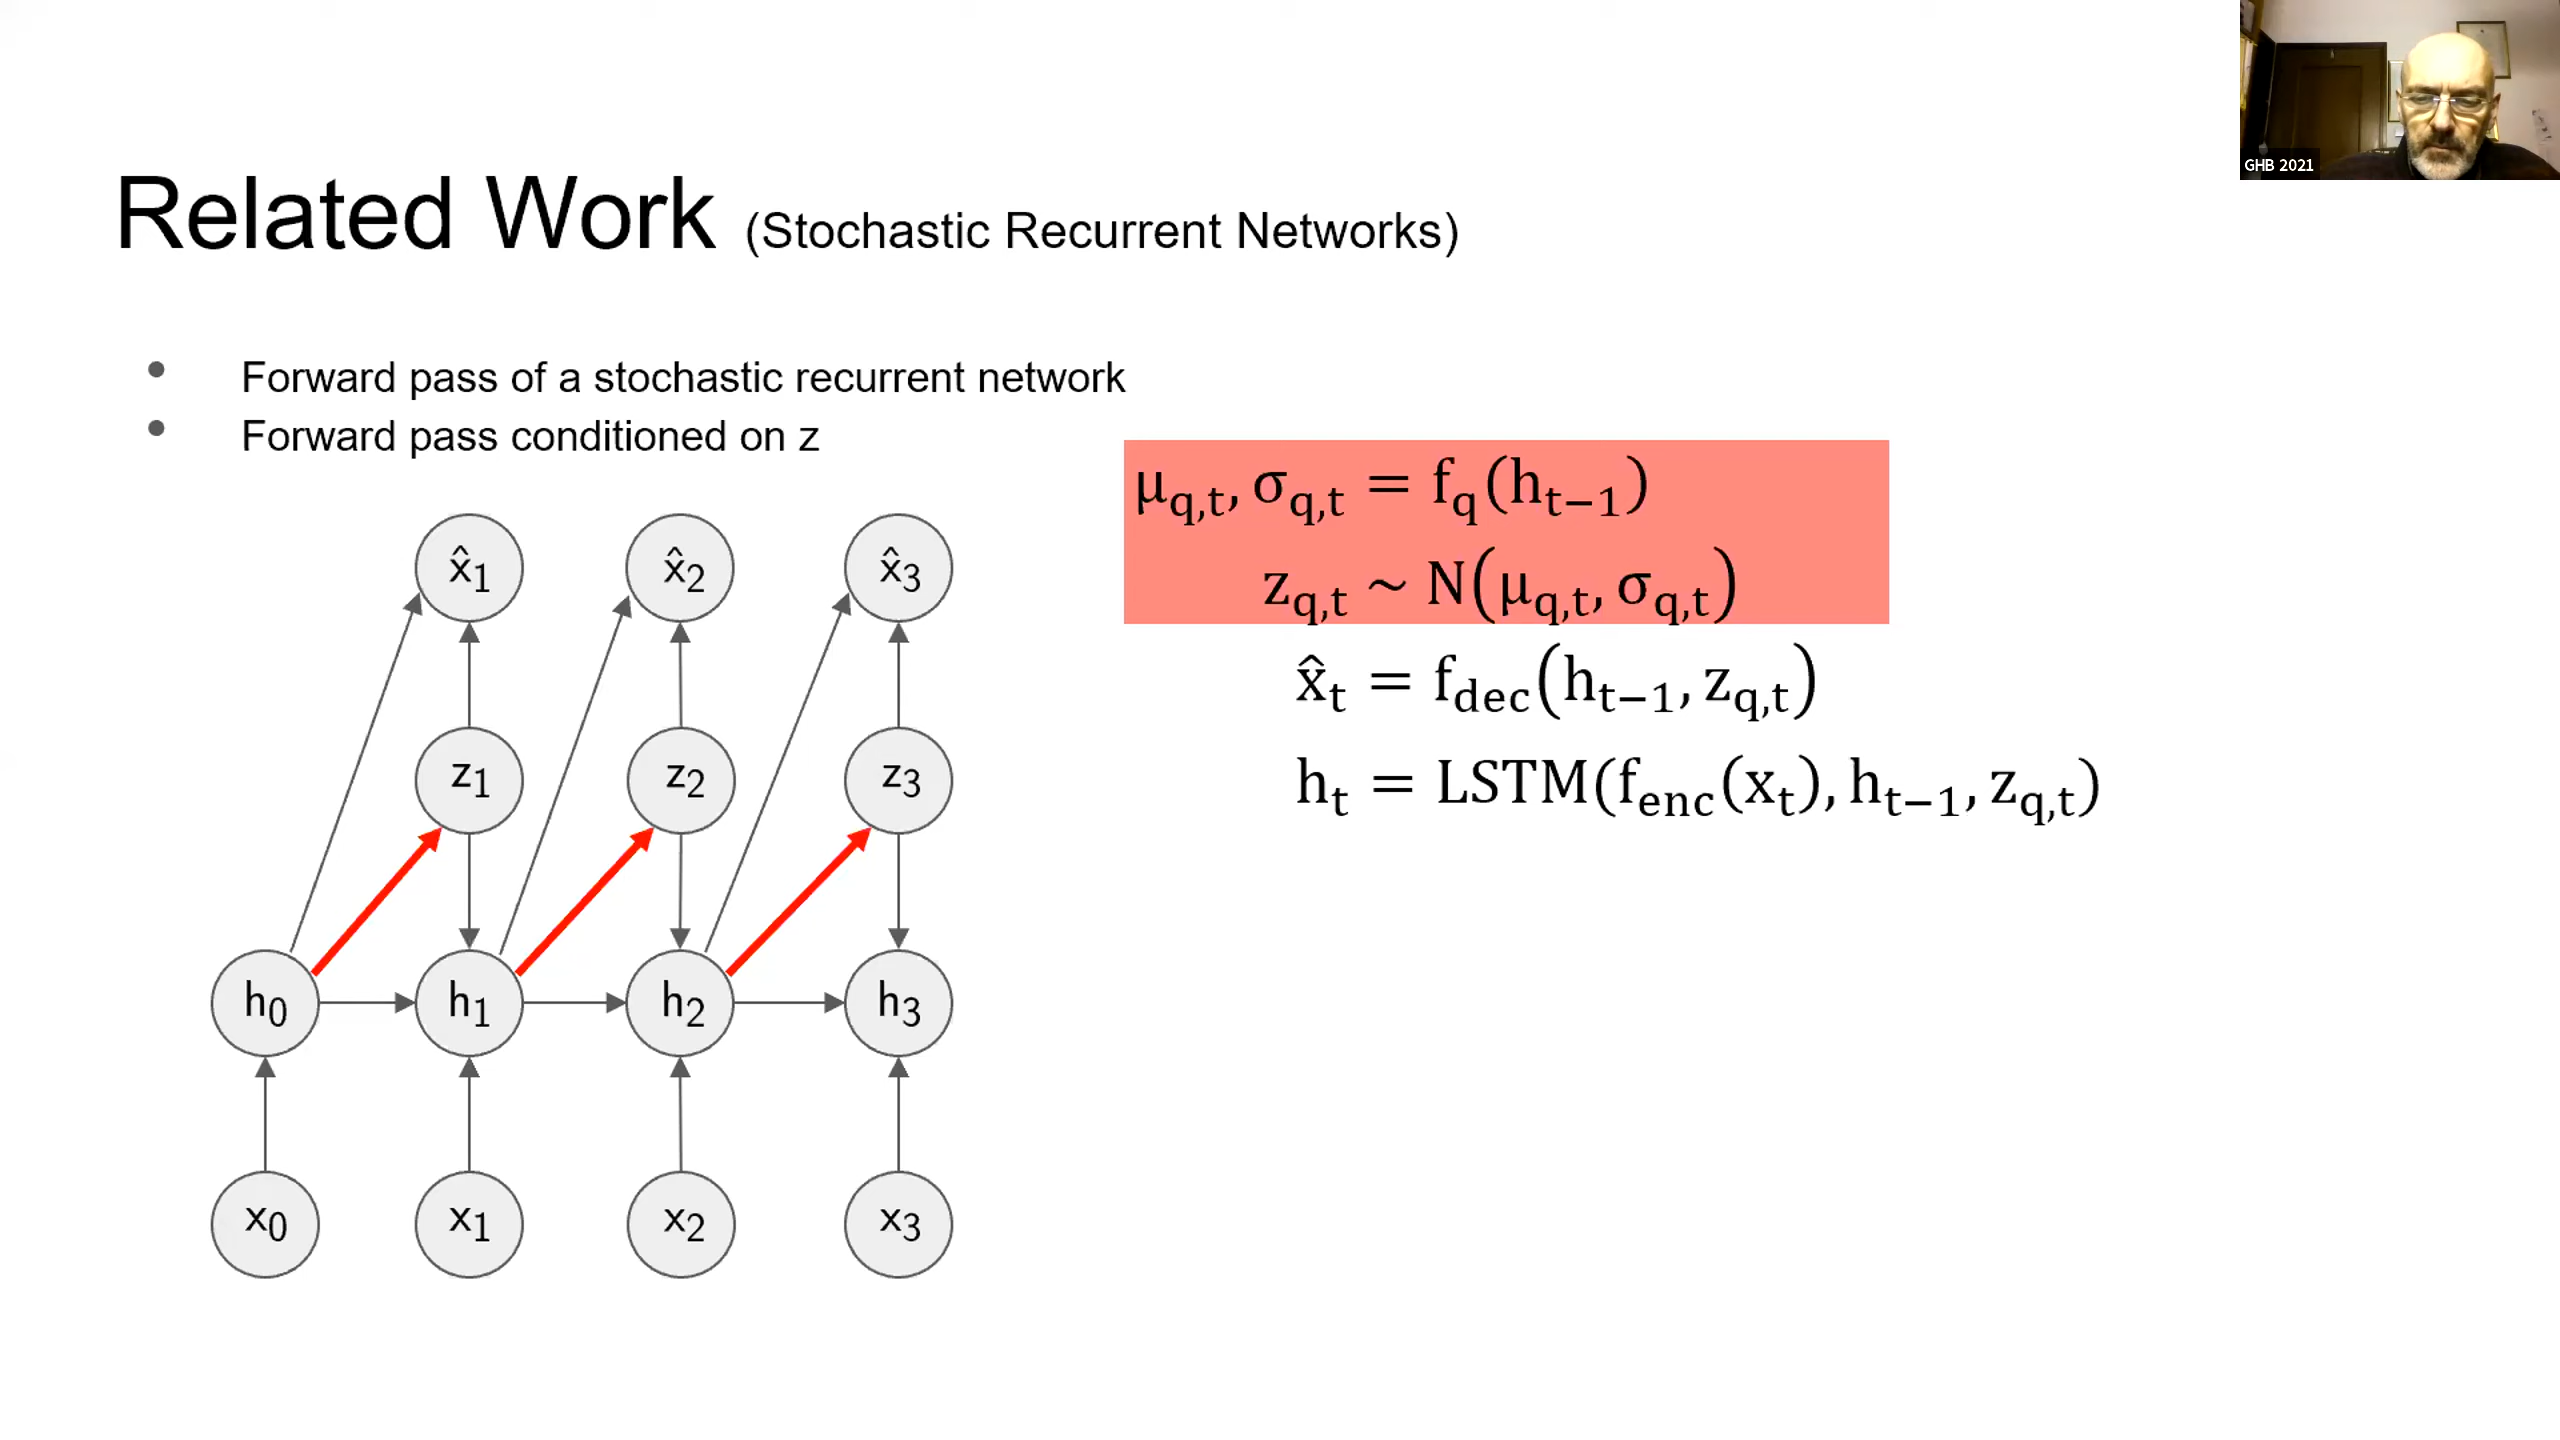 GHB 2021
Related Work (Stochastic Recurrent Networks)
• Forward pass of a stochastic recurrent network
• Forward pass conditioned on z
μq,t, σq,t = fq(ht−1)
zq,t ~ N(μq,t, σq,t)
x̂t = fdec(ht−1, zq,t)
ht = LSTM(fenc(xt), ht−1, zq,t)
x̂1 x̂2 x̂3
z1 z2 z3
h0 h1 h2 h3
x0 x1 x2 x3